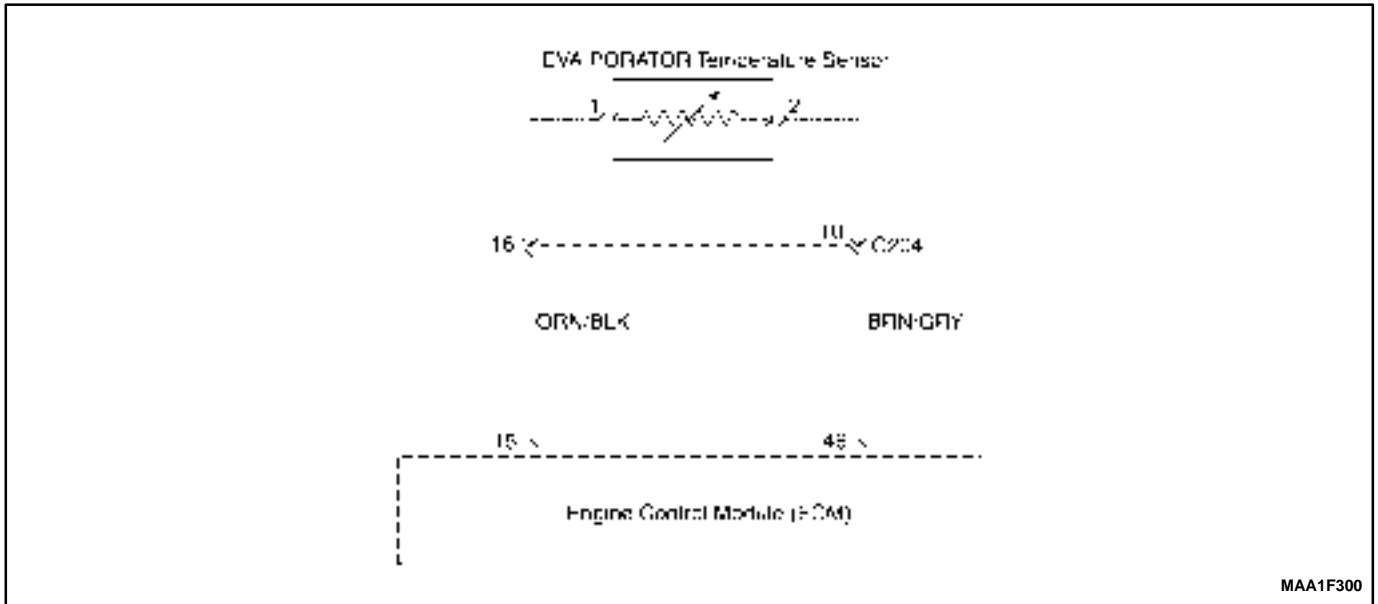 EVAPORATOR Temperature Sensor
1 2
16 10 C204
ORN/BLK BRN/GRY
15 48
Engine Control Module (ECM)
MAA1F300